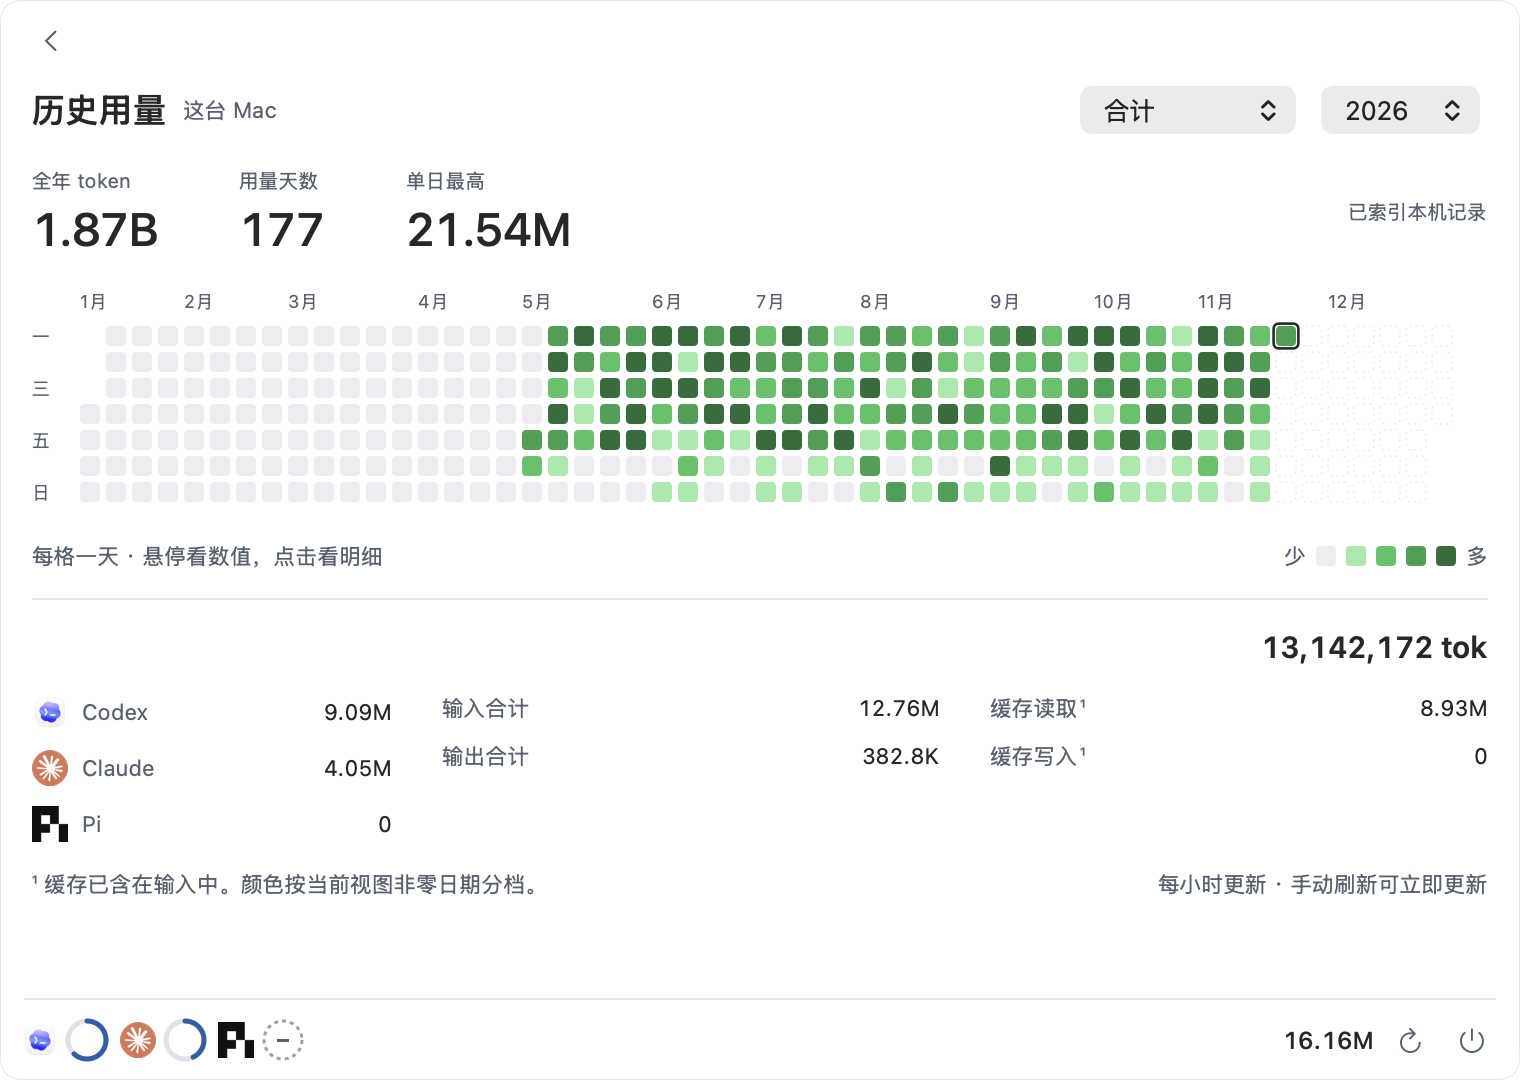 历史用量 这台 Mac 合计 2026
全年 token 用量天数 单日最高
1.87B 177 21.54M 已索引本机记录
1月 2月 3月 4月 5月 6月 7月 8月 9月 10月 11月 12月
一
三
五
日
每格一天 · 悬停看数值，点击看明细 少 多
13,142,172 tok
Codex 9.09M 输入合计 12.76M 缓存读取¹ 8.93M
Claude 4.05M 输出合计 382.8K 缓存写入¹ 0
Pi 0
¹ 缓存已含在输入中。颜色按当前视图非零日期分档。 每小时更新 · 手动刷新可立即更新
16.16M